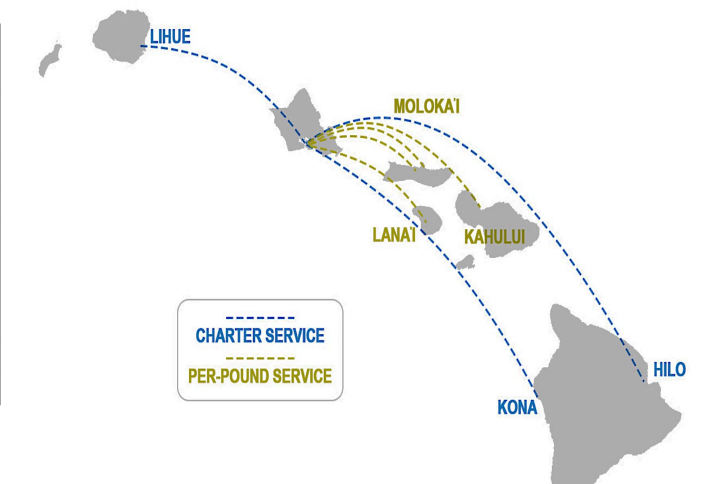 LIHUE
MOLOKA'I
LANA'I
KAHULUI
HILO
KONA
CHARTER SERVICE
PER-POUND SERVICE